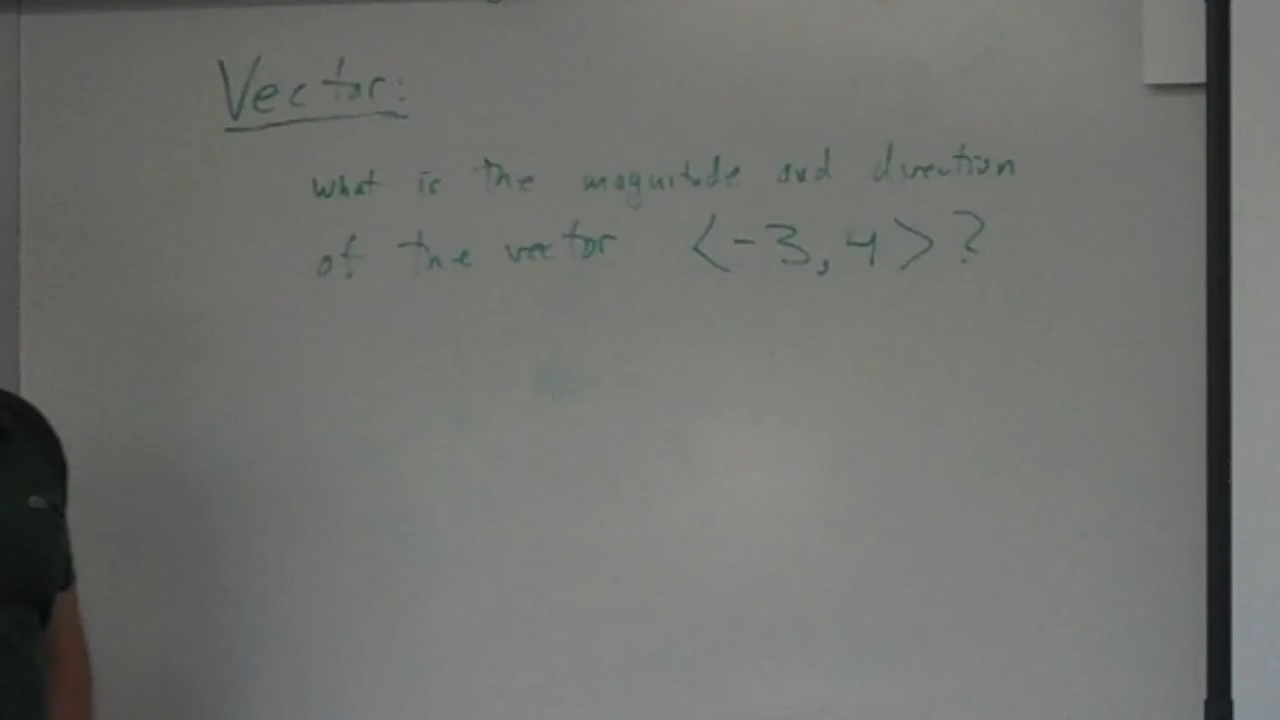 Vector:
what is the magnitude and direction
of the vector <-3,4>?